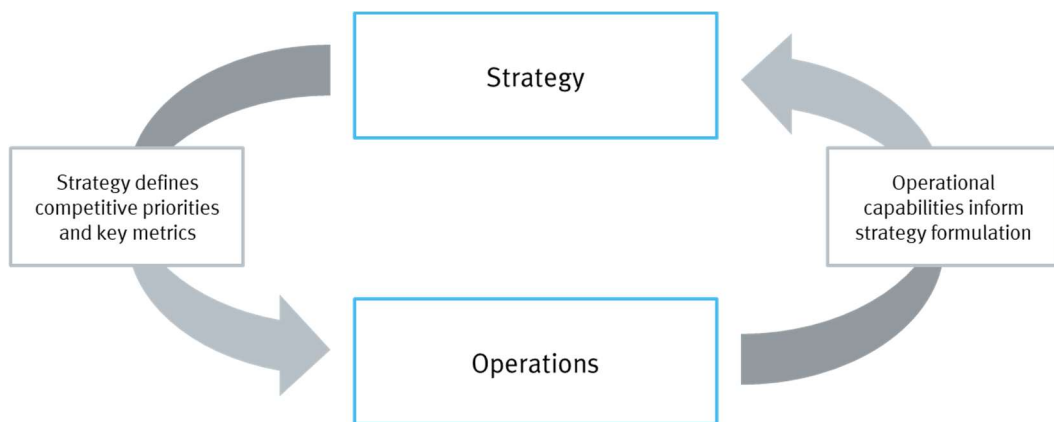 Strategy
Strategy defines
competitive priorities
and key metrics
Operational
capabilities inform
strategy formulation
Operations